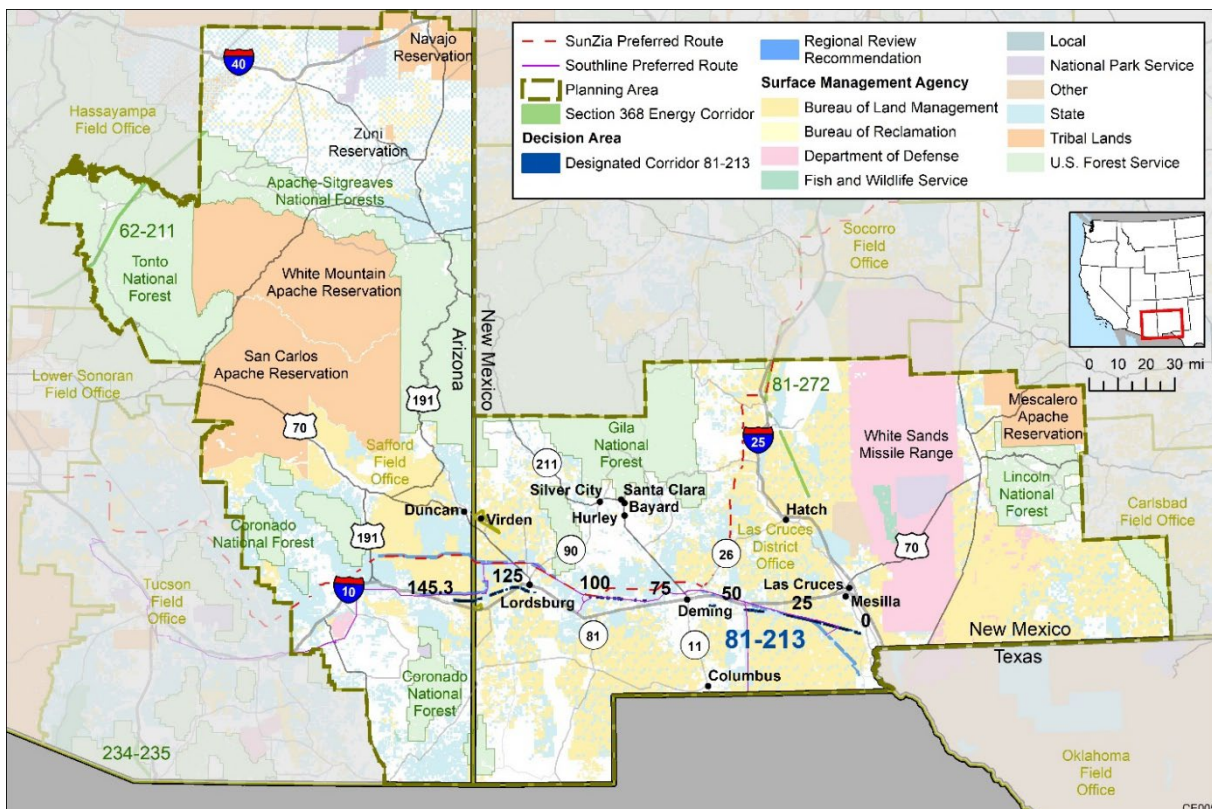 SunZia Preferred Route
Southline Preferred Route
Planning Area
Section 368 Energy Corridor
Decision Area
Designated Corridor 81-213
Regional Review
Recommendation
Surface Management Agency
Bureau of Land Management
Bureau of Reclamation
Department of Defense
Fish and Wildlife Service
Local
National Park Service
Other
State
Tribal Lands
U.S. Forest Service
Navajo
Reservation
40
Hassayampa
Field Office
Zuni
Reservation
Apache-Sitgreaves
National Forests
62-211
Tonto
National
Forest
White Mountain
Apache Reservation
San Carlos
Apache Reservation
Lower Sonoran
Field Office
Arizona
New Mexico
191
70
Safford
Field
Office
Socorro
Field
Office
0 10 20 30 mi
81-272
Mescalero
Apache
Reservation
White Sands
Missile Range
Lincoln
National
Forest
Carlsbad
Field Office
Gila
National
Forest
25
211
Silver City
Santa Clara
Bayard
Hurley
Hatch
Las Cruces
District
Office
70
Duncan
Virden
Coronado
National Forest
191
90
26
Tucson
Field
Office
10
145.3
125
100
75
50
25
0
Lordsburg
Deming
Las Cruces
Mesilla
81
11
81-213
Columbus
New Mexico
Texas
Coronado
National
Forest
234-235
Oklahoma
Field
Office